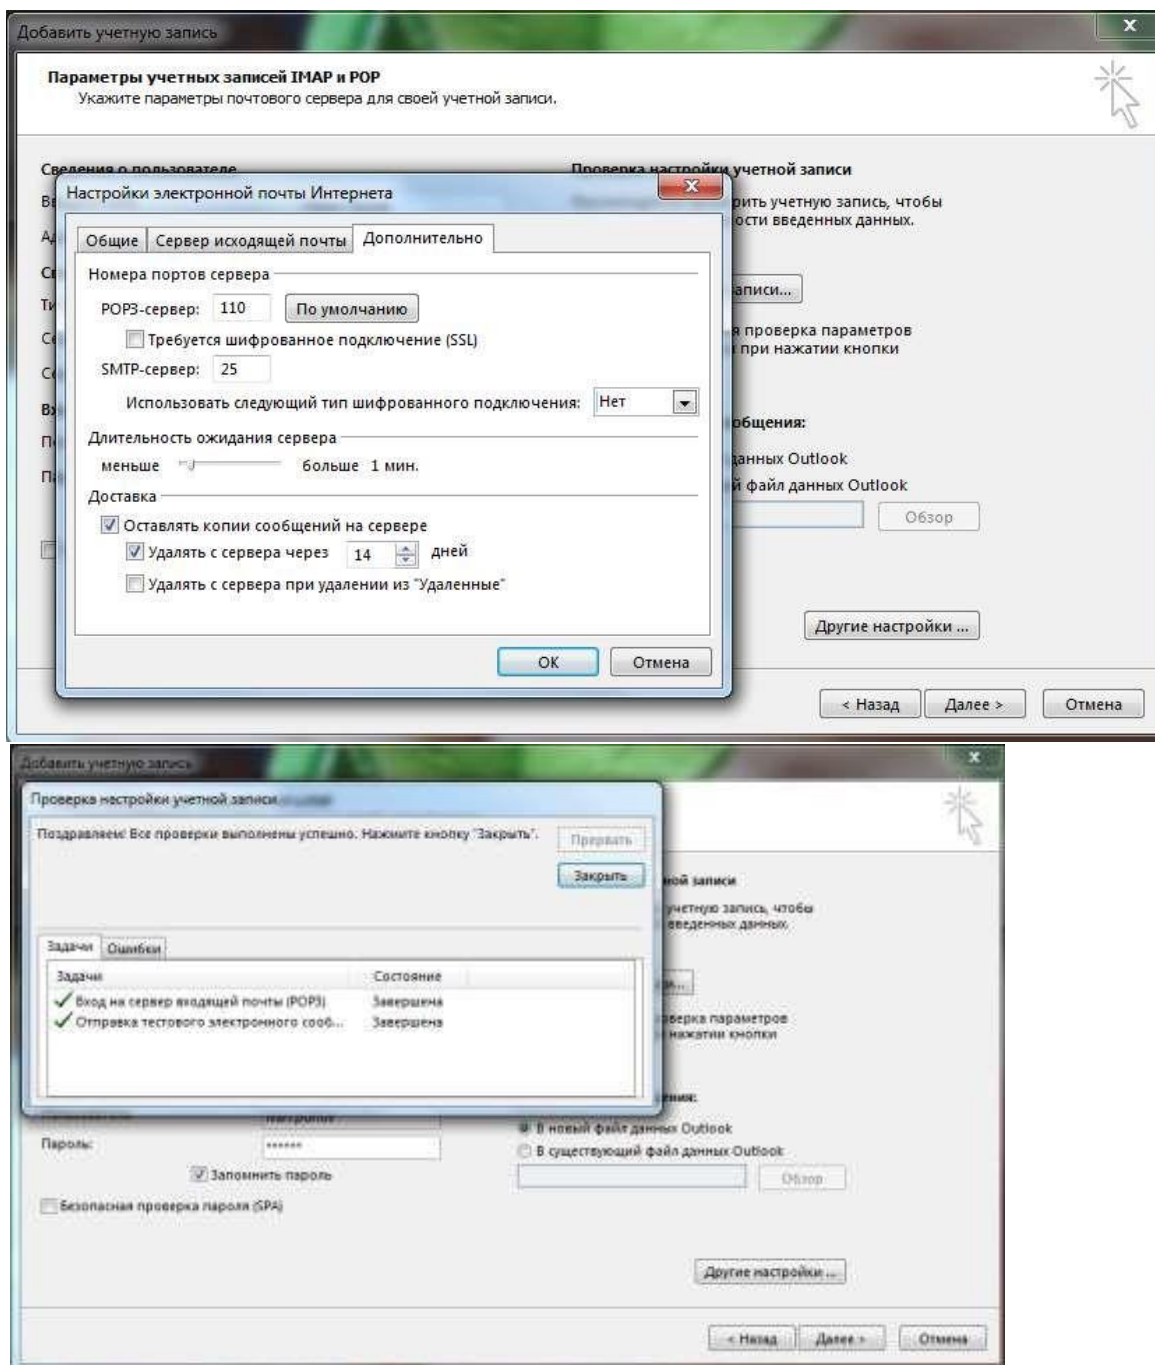 Добавить учетную запись
Параметры учетных записей IMAP и POP
Укажите параметры почтового сервера для своей учетной записи.
Сведения о пользователе
Проверка настройки учетной записи
Настройки электронной почты Интернета
рить учетную запись, чтобы
ости введенных данных.
Общие Сервер исходящей почты Дополнительно
Номера портов сервера
POP3-сервер: 110 По умолчанию
аписи...
Требуется шифрованное подключение (SSL)
я проверка параметров
при нажатии кнопки
SMTP-сервер: 25
Использовать следующий тип шифрованного подключения: Нет
общения:
Длительность ожидания сервера
меньше больше 1 мин.
данных Outlook
й файл данных Outlook
Доставка
Оставлять копии сообщений на сервере
Обзор
Удалять с сервера через 14 дней
Удалять с сервера при удалении из "Удаленные"
Другие настройки ...
ОК Отмена
< Назад Далее > Отмена
Добавить учетную запись
Проверка настройки учетной записи
Поздравляем! Все проверки выполнены успешно. Нажмите кнопку "Закрыть".
Прервать
Закрыть
ной записи
учетную запись, чтобы
введенных данных.
Задачи Ошибки
Задачи Состояние
Вход на сервер входящей почты (POP3) Завершена
Отправка тестового электронного сооб... Завершена
оверка параметров
нажатии кнопки
ения:
В новый файл данных Outlook
Пароль: ******
В существующий файл данных Outlook
Запомнить пароль
Обзор
Безопасная проверка пароля (SPA)
Другие настройки ...
< Назад Далее > Отмена